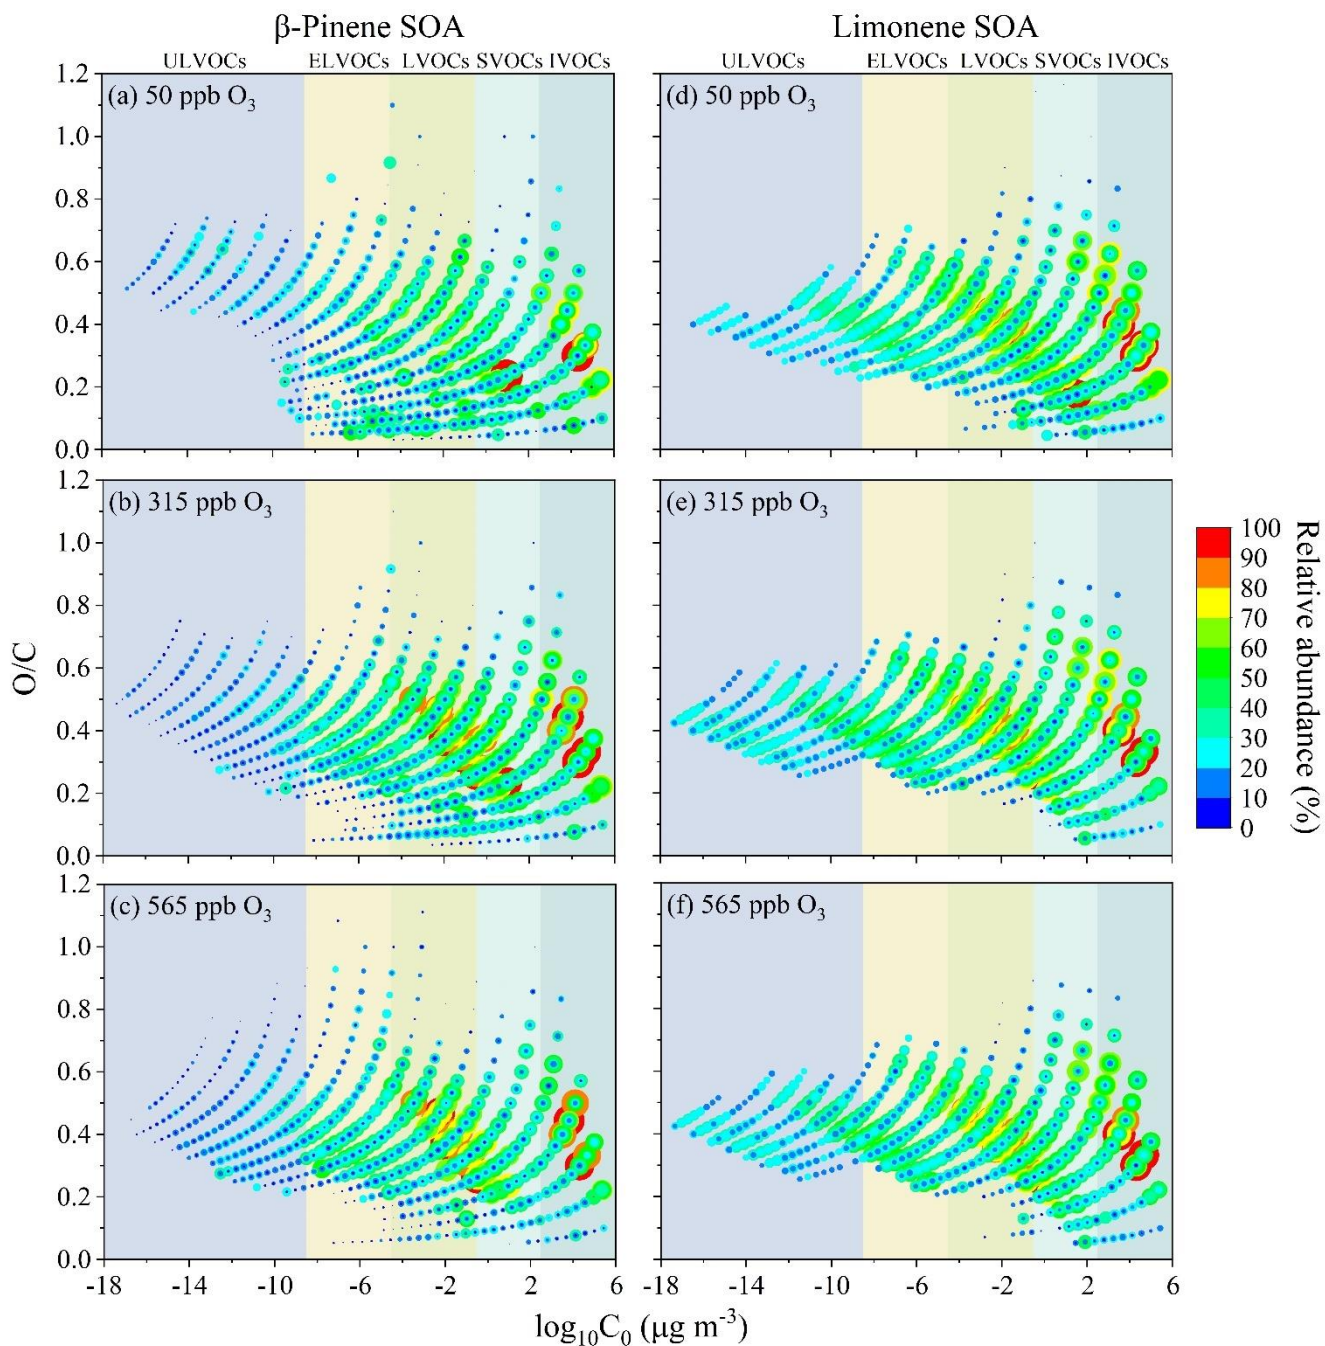 β-Pinene SOA
Limonene SOA
ULVOCs ELVOCs LVOCs SVOCs IVOCs
ULVOCs ELVOCs LVOCs SVOCs IVOCs
(a) 50 ppb O₃
(d) 50 ppb O₃
1.2
1.0
0.8
0.6
0.4
0.2
0.0
(b) 315 ppb O₃
(e) 315 ppb O₃
1.2
1.0
0.8
0.6
0.4
0.2
0.0
O/C
100
90
80
70
60
50
40
30
20
10
0
Relative abundance (%)
(c) 565 ppb O₃
(f) 565 ppb O₃
1.2
1.0
0.8
0.6
0.4
0.2
0.0
-18 -14 -10 -6 -2 2 6
-18 -14 -10 -6 -2 2 6
log₁₀C₀ (μg m⁻³)